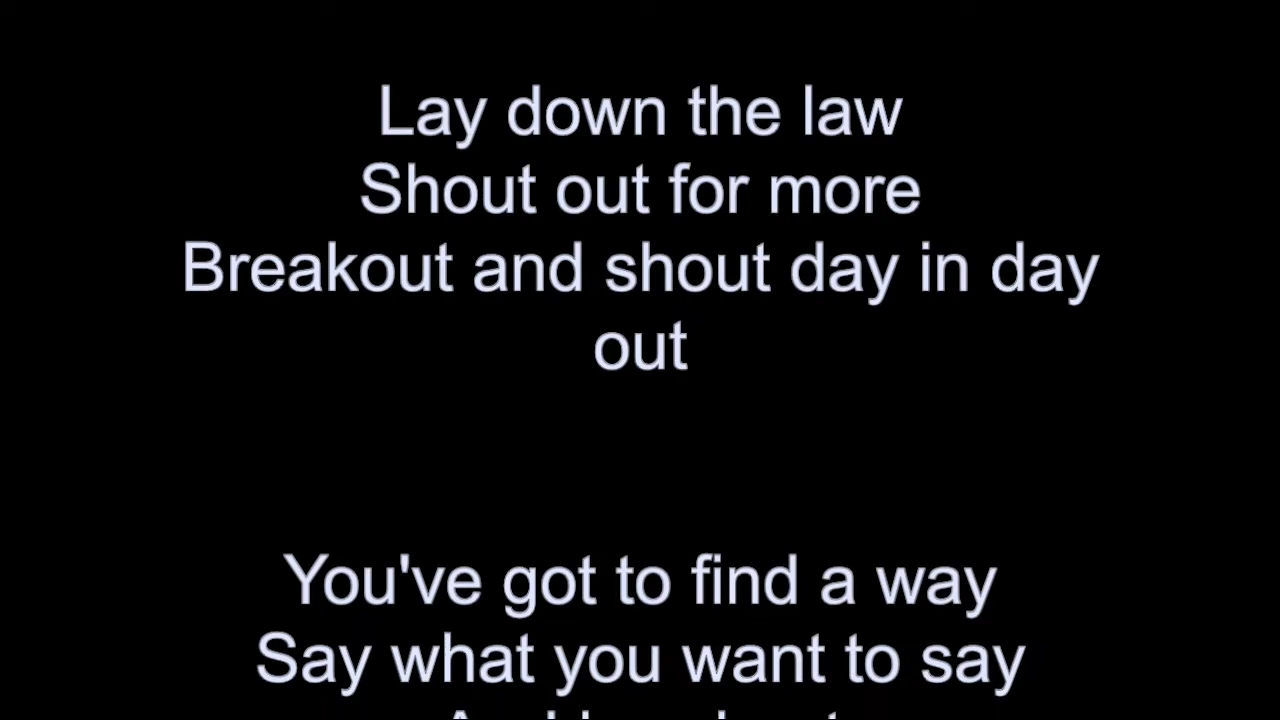 Lay down the law
Shout out for more
Breakout and shout day in day
out
You've got to find a way
Say what you want to say